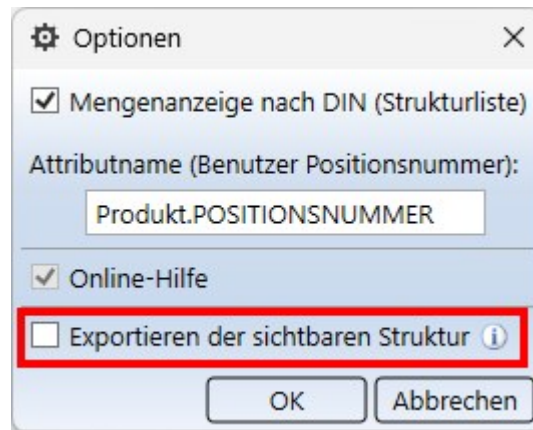 Optionen
Mengenanzeige nach DIN (Strukturliste)
Attributname (Benutzer Positionsnummer):
Produkt.POSITIONSNUMMER
Online-Hilfe
Exportieren der sichtbaren Struktur
OK Abbrechen